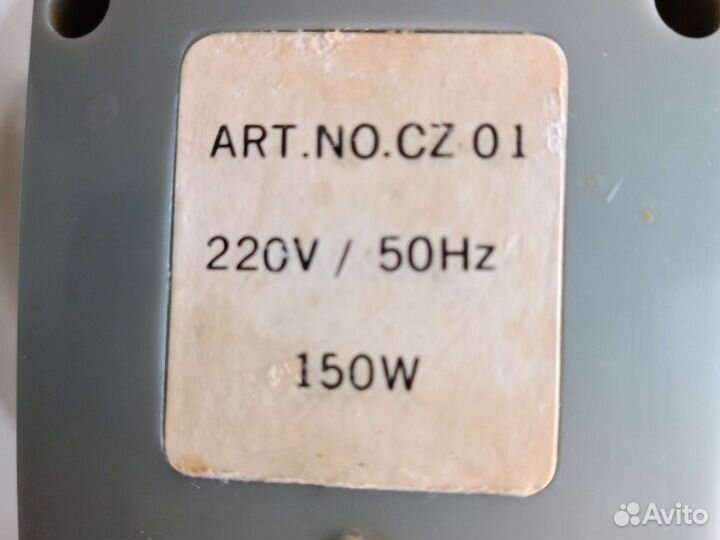 ART.NO.CZ 01
220V / 50Hz
150W
Avito